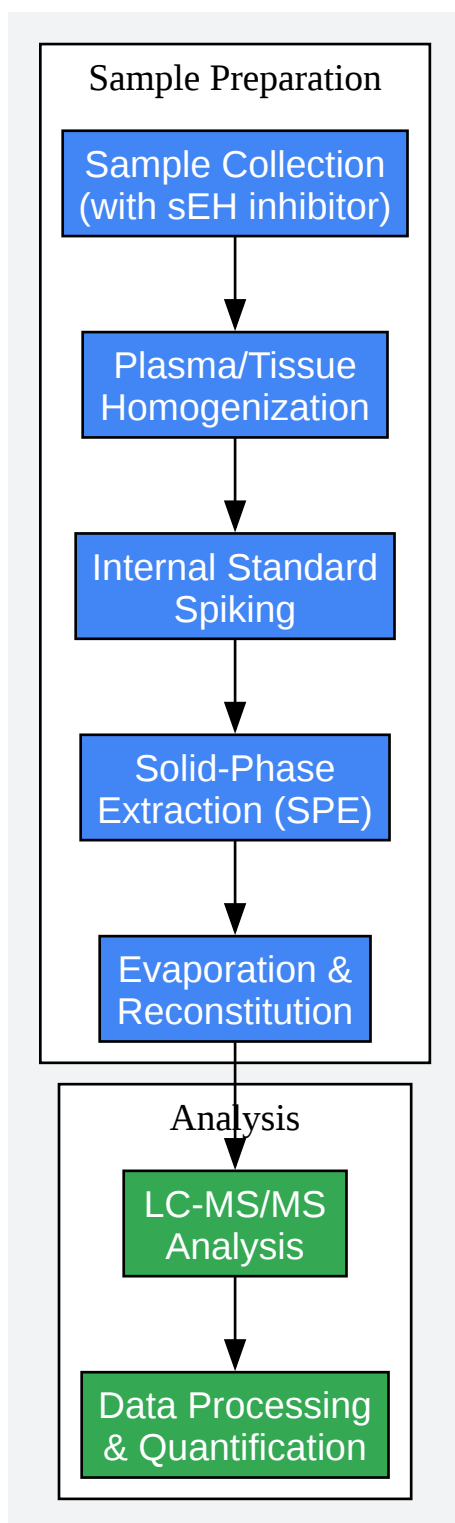 Sample Preparation
Sample Collection
(with sEH inhibitor)
Plasma/Tissue
Homogenization
Internal Standard
Spiking
Solid-Phase
Extraction (SPE)
Evaporation &
Reconstitution
Analysis
LC-MS/MS
Analysis
Data Processing
& Quantification